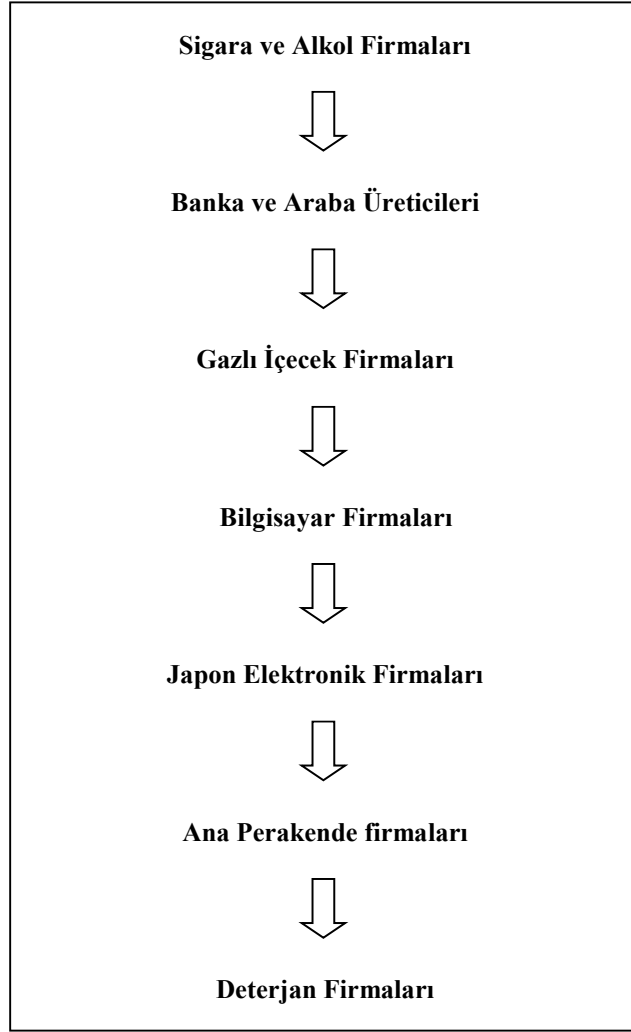 Sigara ve Alkol Firmaları
Banka ve Araba Üreticileri
Gazlı İçecek Firmaları
Bilgisayar Firmaları
Japon Elektronik Firmaları
Ana Perakende firmaları
Deterjan Firmaları